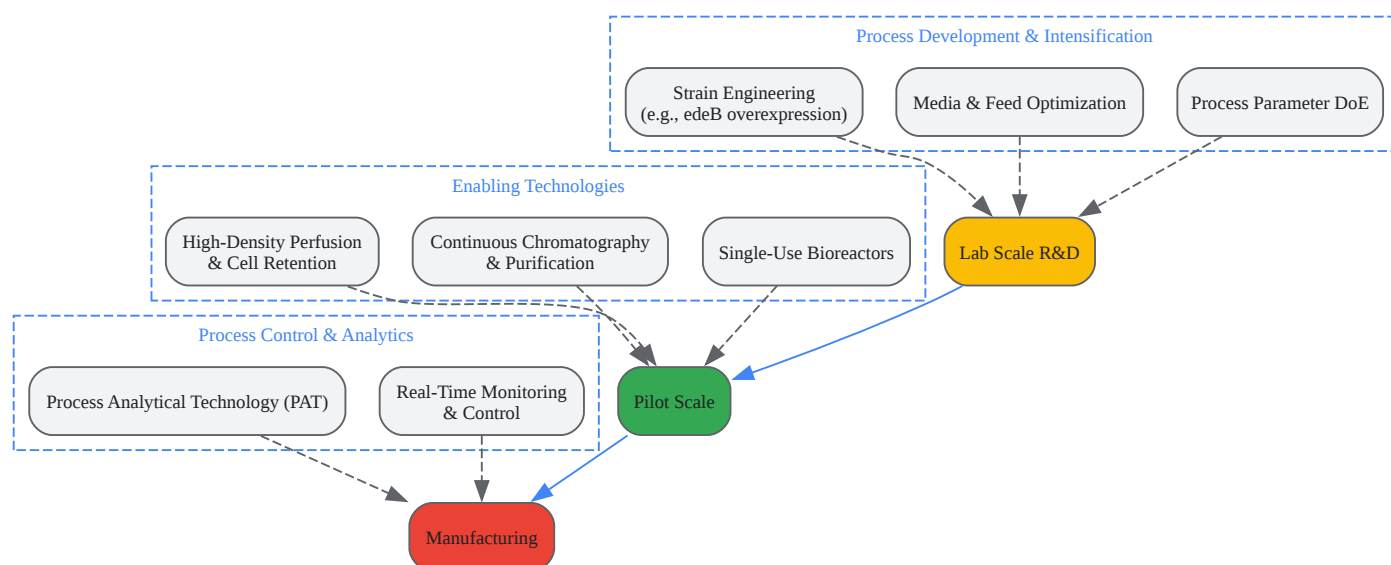 Process Development & Intensification
Strain Engineering
(e.g., edeB overexpression)
Media & Feed Optimization
Process Parameter DoE
Enabling Technologies
High-Density Perfusion
& Cell Retention
Continuous Chromatography
& Purification
Single-Use Bioreactors
Lab Scale R&D
Process Control & Analytics
Process Analytical Technology (PAT)
Real-Time Monitoring
& Control
Pilot Scale
Manufacturing